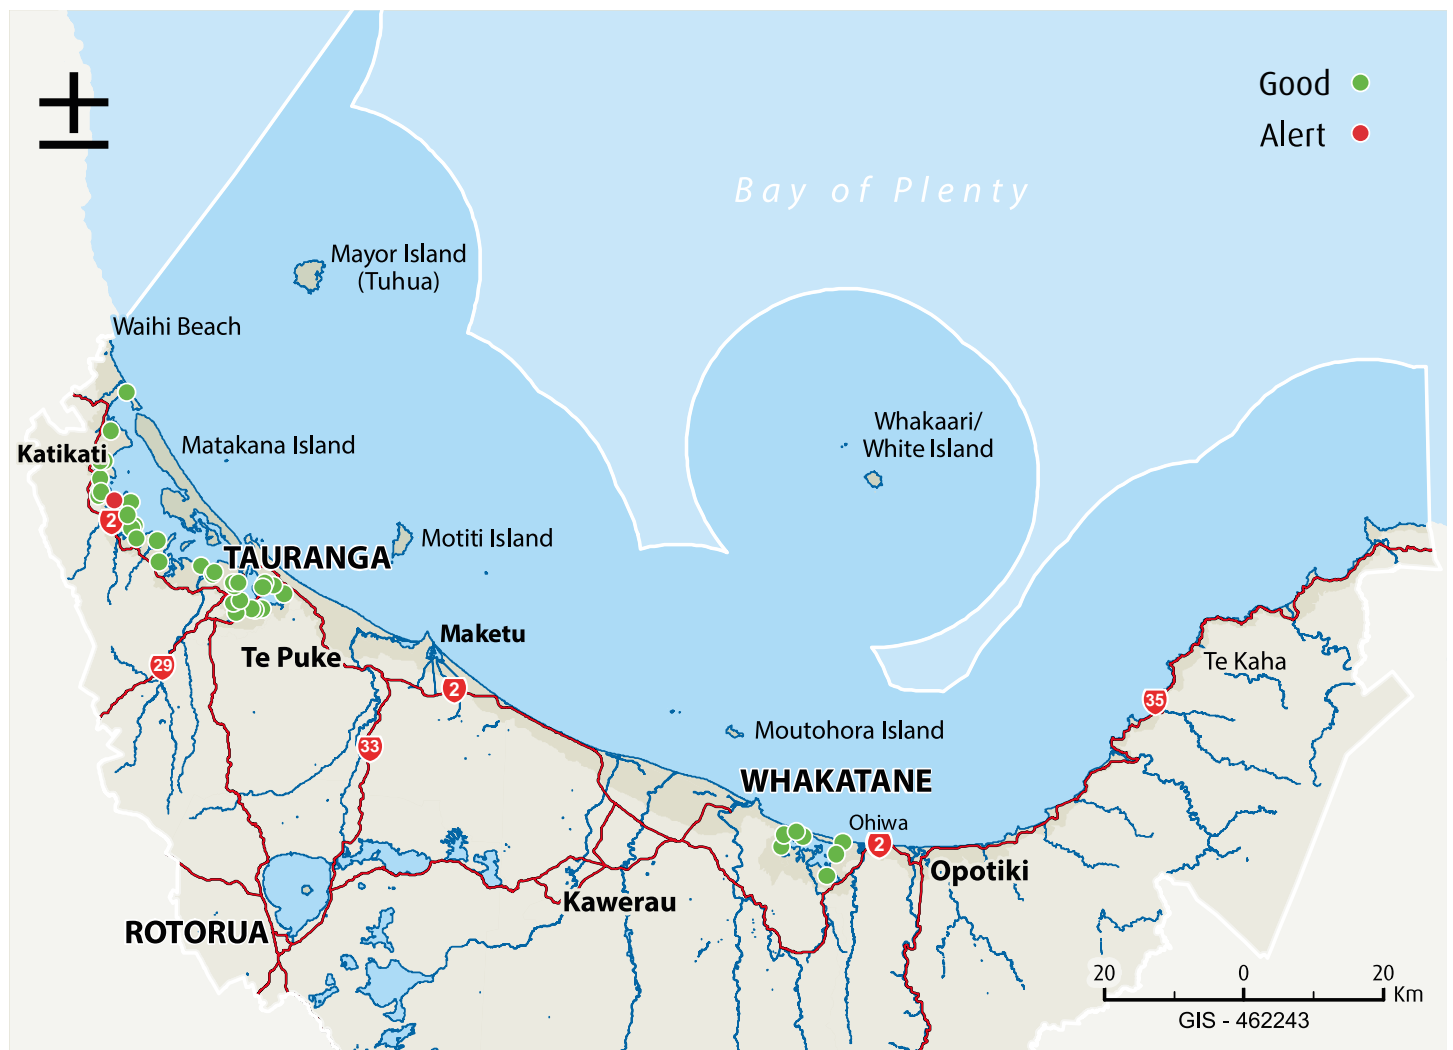 Good
Alert
Bay of Plenty
Mayor Island
(Tuhua)
Waihi Beach
Whakaari/
White Island
Matakana Island
Katikati
2
Motiti Island
TAURANGA
Maketu
Te Puke
29
2
Te Kaha
35
33
Moutohora Island
WHAKATANE
Ohiwa
2
Opotiki
Kawerau
ROTORUA
20 0 20
Km
GIS - 462243